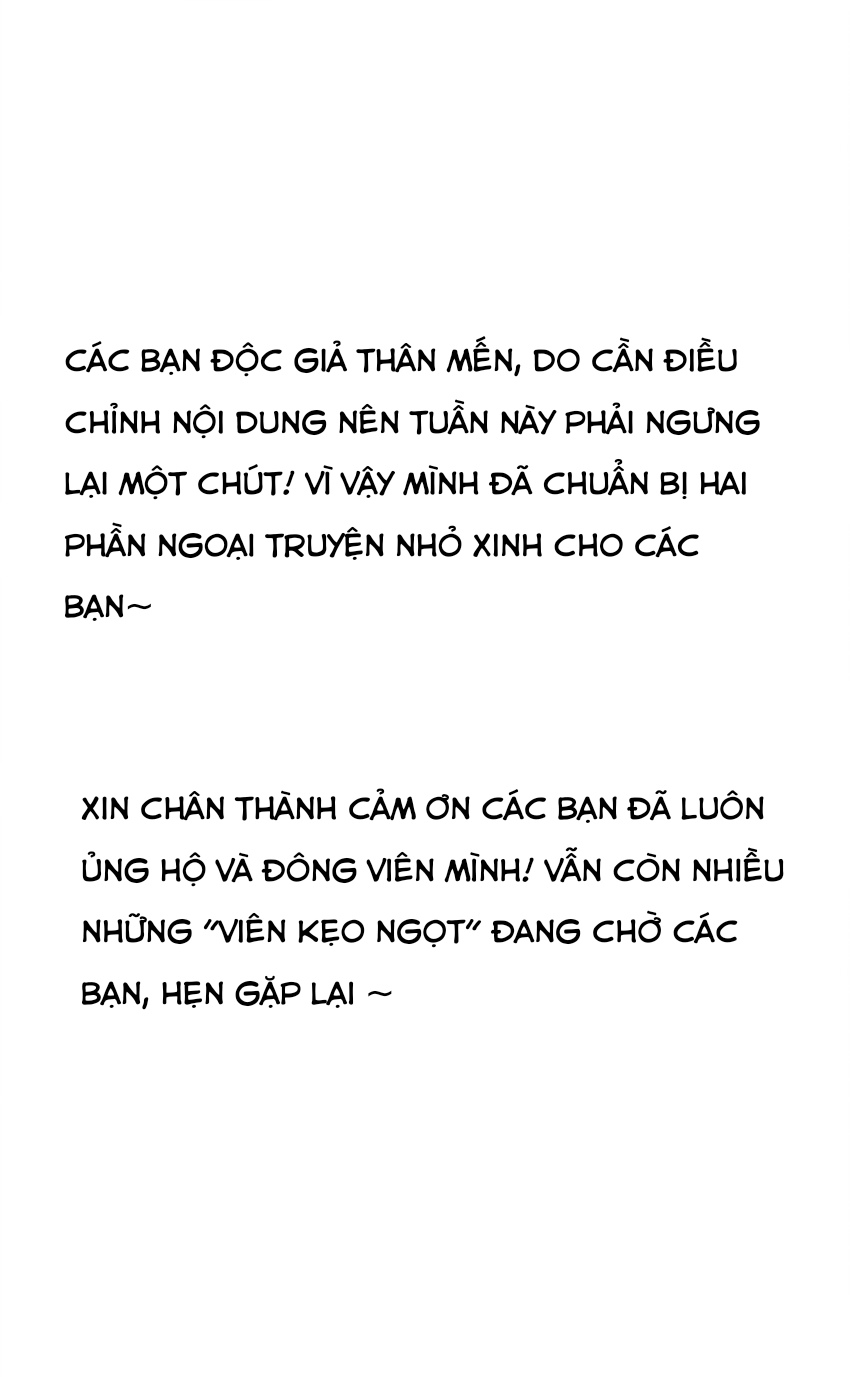 CÁC BẠN ĐỘC GIẢ THÂN MẾN, DO CẦN ĐIỀU
CHỈNH NỘI DUNG NÊN TUẦN NÀY PHẢI NGƯNG
LẠI MỘT CHÚT! VÌ VẬY MÌNH ĐÃ CHUẨN BỊ HAI
PHẦN NGOẠI TRUYỆN NHỎ XINH CHO CÁC
BẠN~
XIN CHÂN THÀNH CẢM ƠN CÁC BẠN ĐÃ LUÔN
ỦNG HỘ VÀ ĐÔNG VIÊN MÌNH! VẪN CÒN NHIỀU
NHỮNG "VIÊN KẸO NGỌT" ĐANG CHỜ CÁC
BẠN, HẸN GẶP LẠI ~